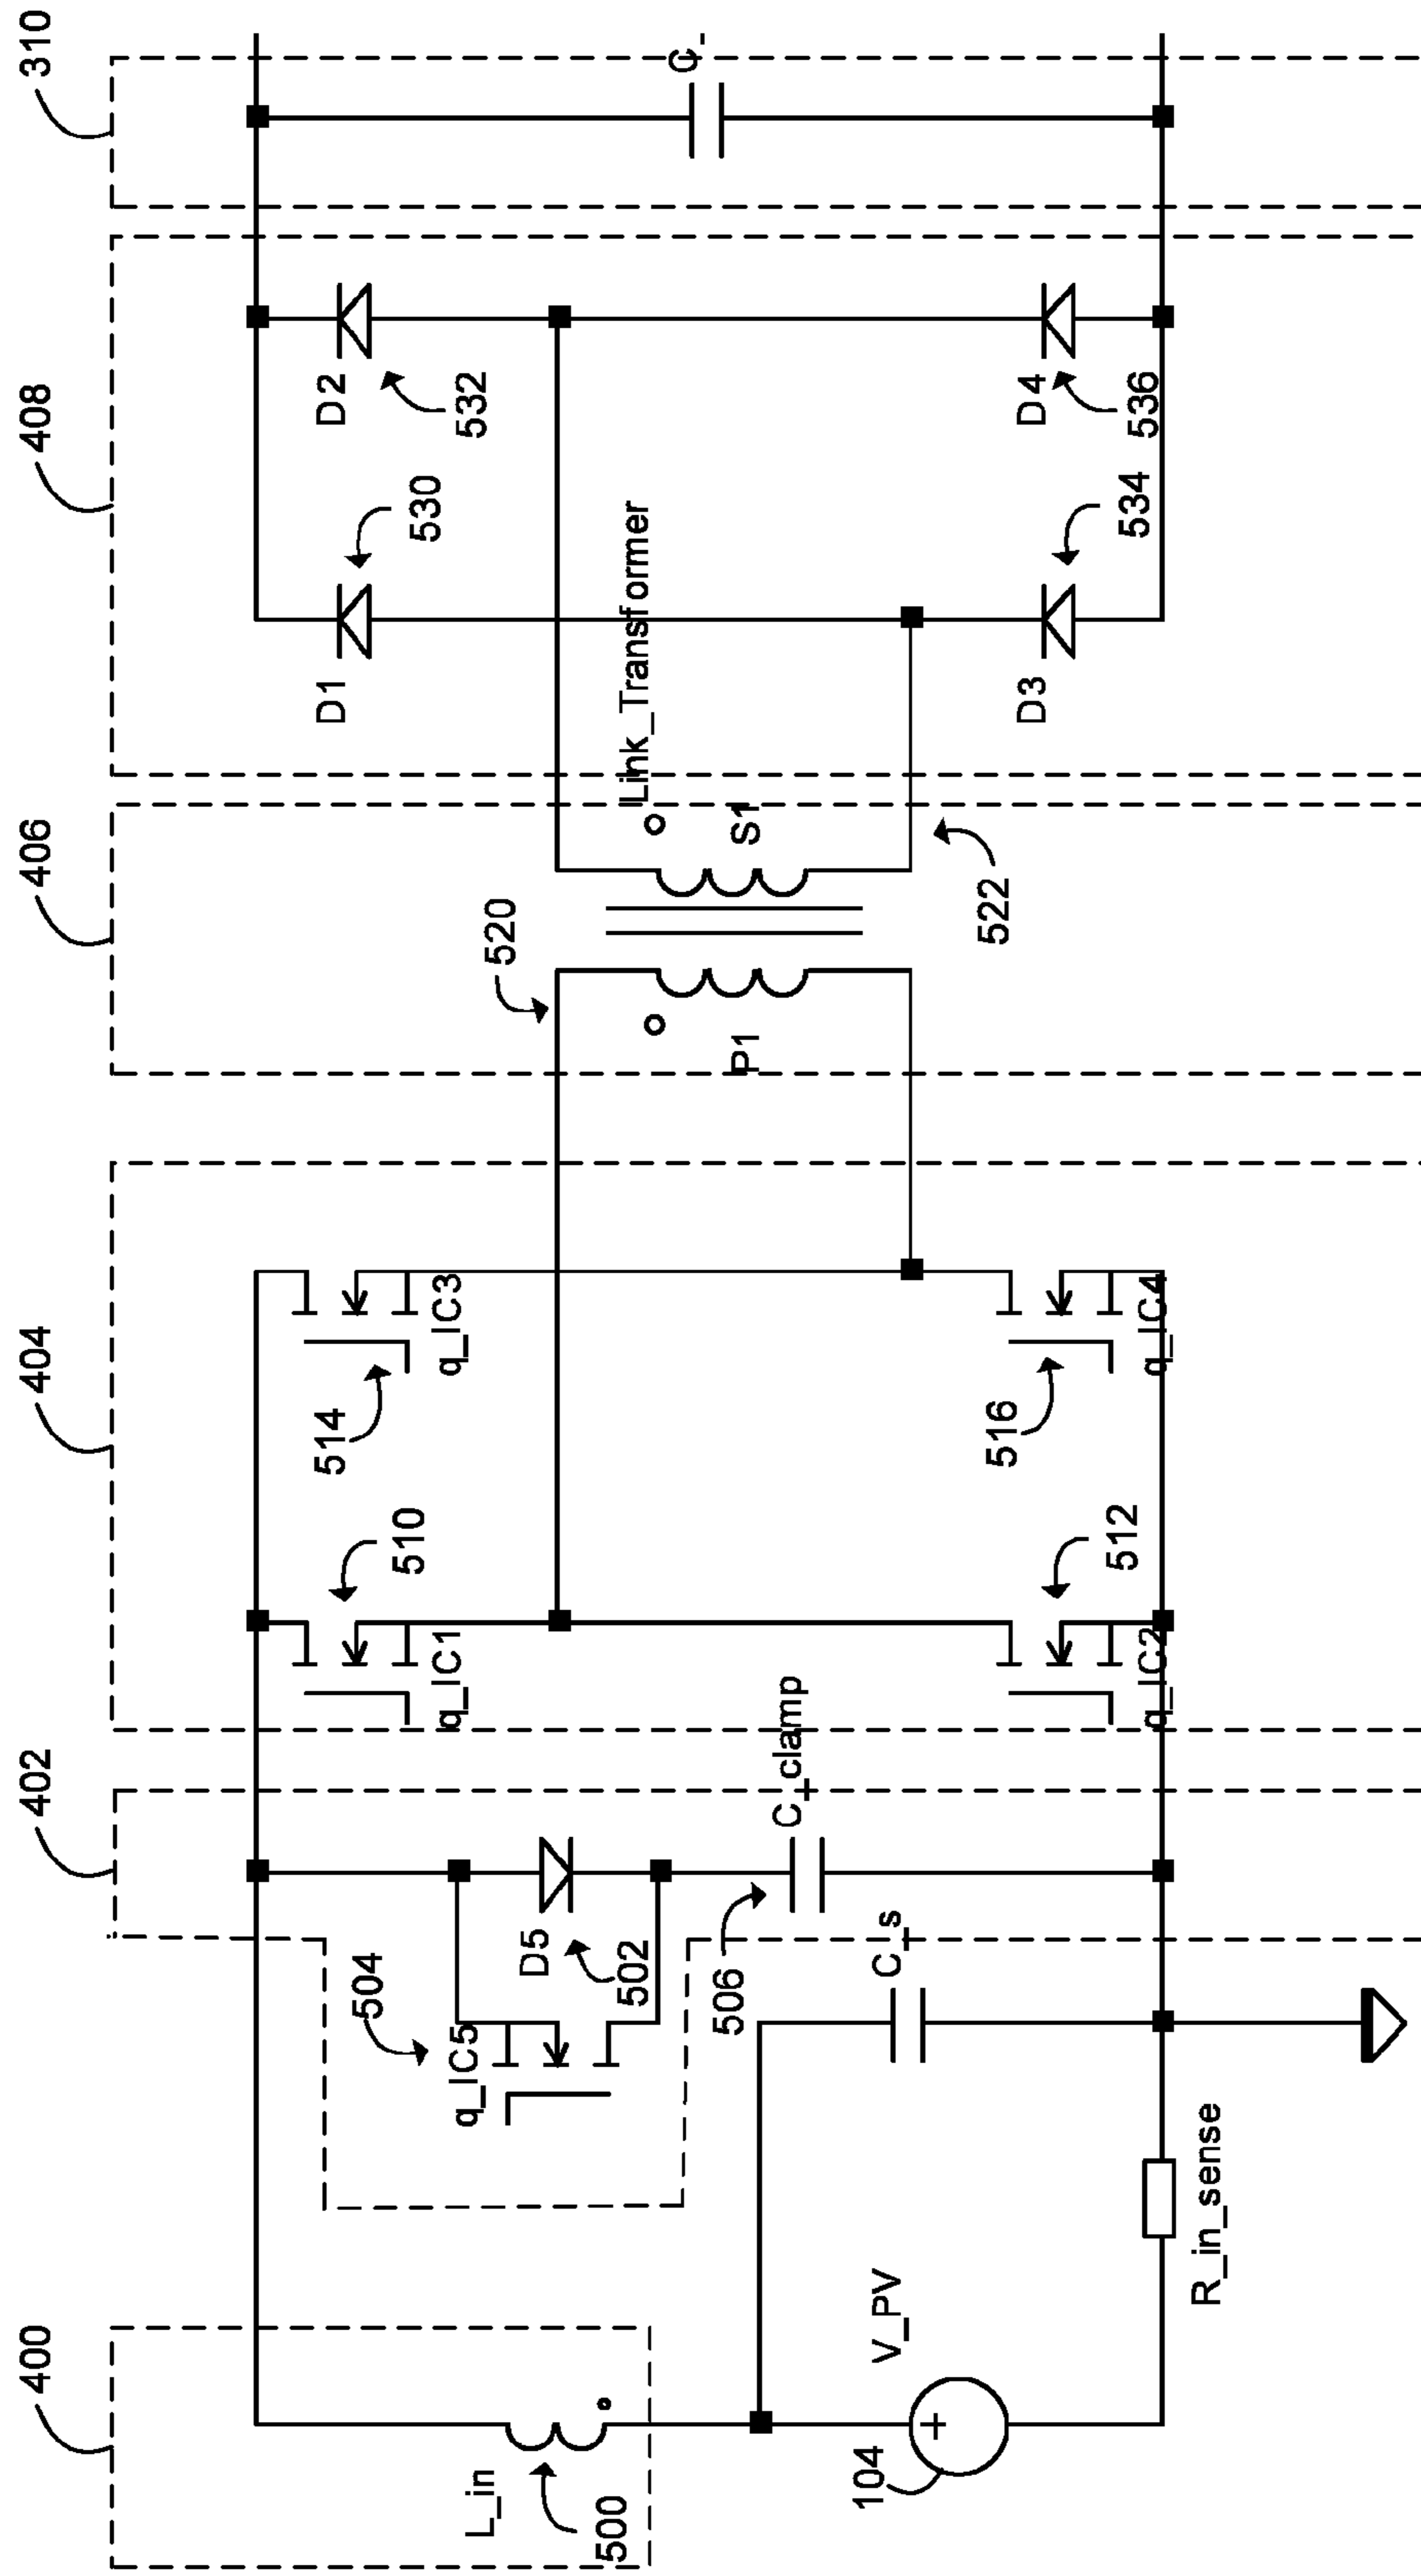 400
402
404
406
408
310
L_in
500
104
V_PV
R_in_sense
C_s
504
q_IC5
D5
502
506
C_clamp
q_IC1
510
q_IC2
512
514
q_IC3
516
q_IC4
520
P1
S1
522
Link_Transformer
D1
530
D2
532
D3
534
D4
536